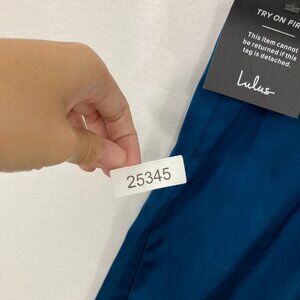 TRY ON FIR
This item cannot
be returned if this
tag is detached.
Lulus
25345